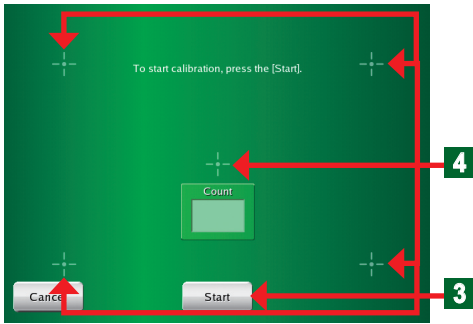 To start calibration, press the [Start].
4
Count
Cancel
Start
3